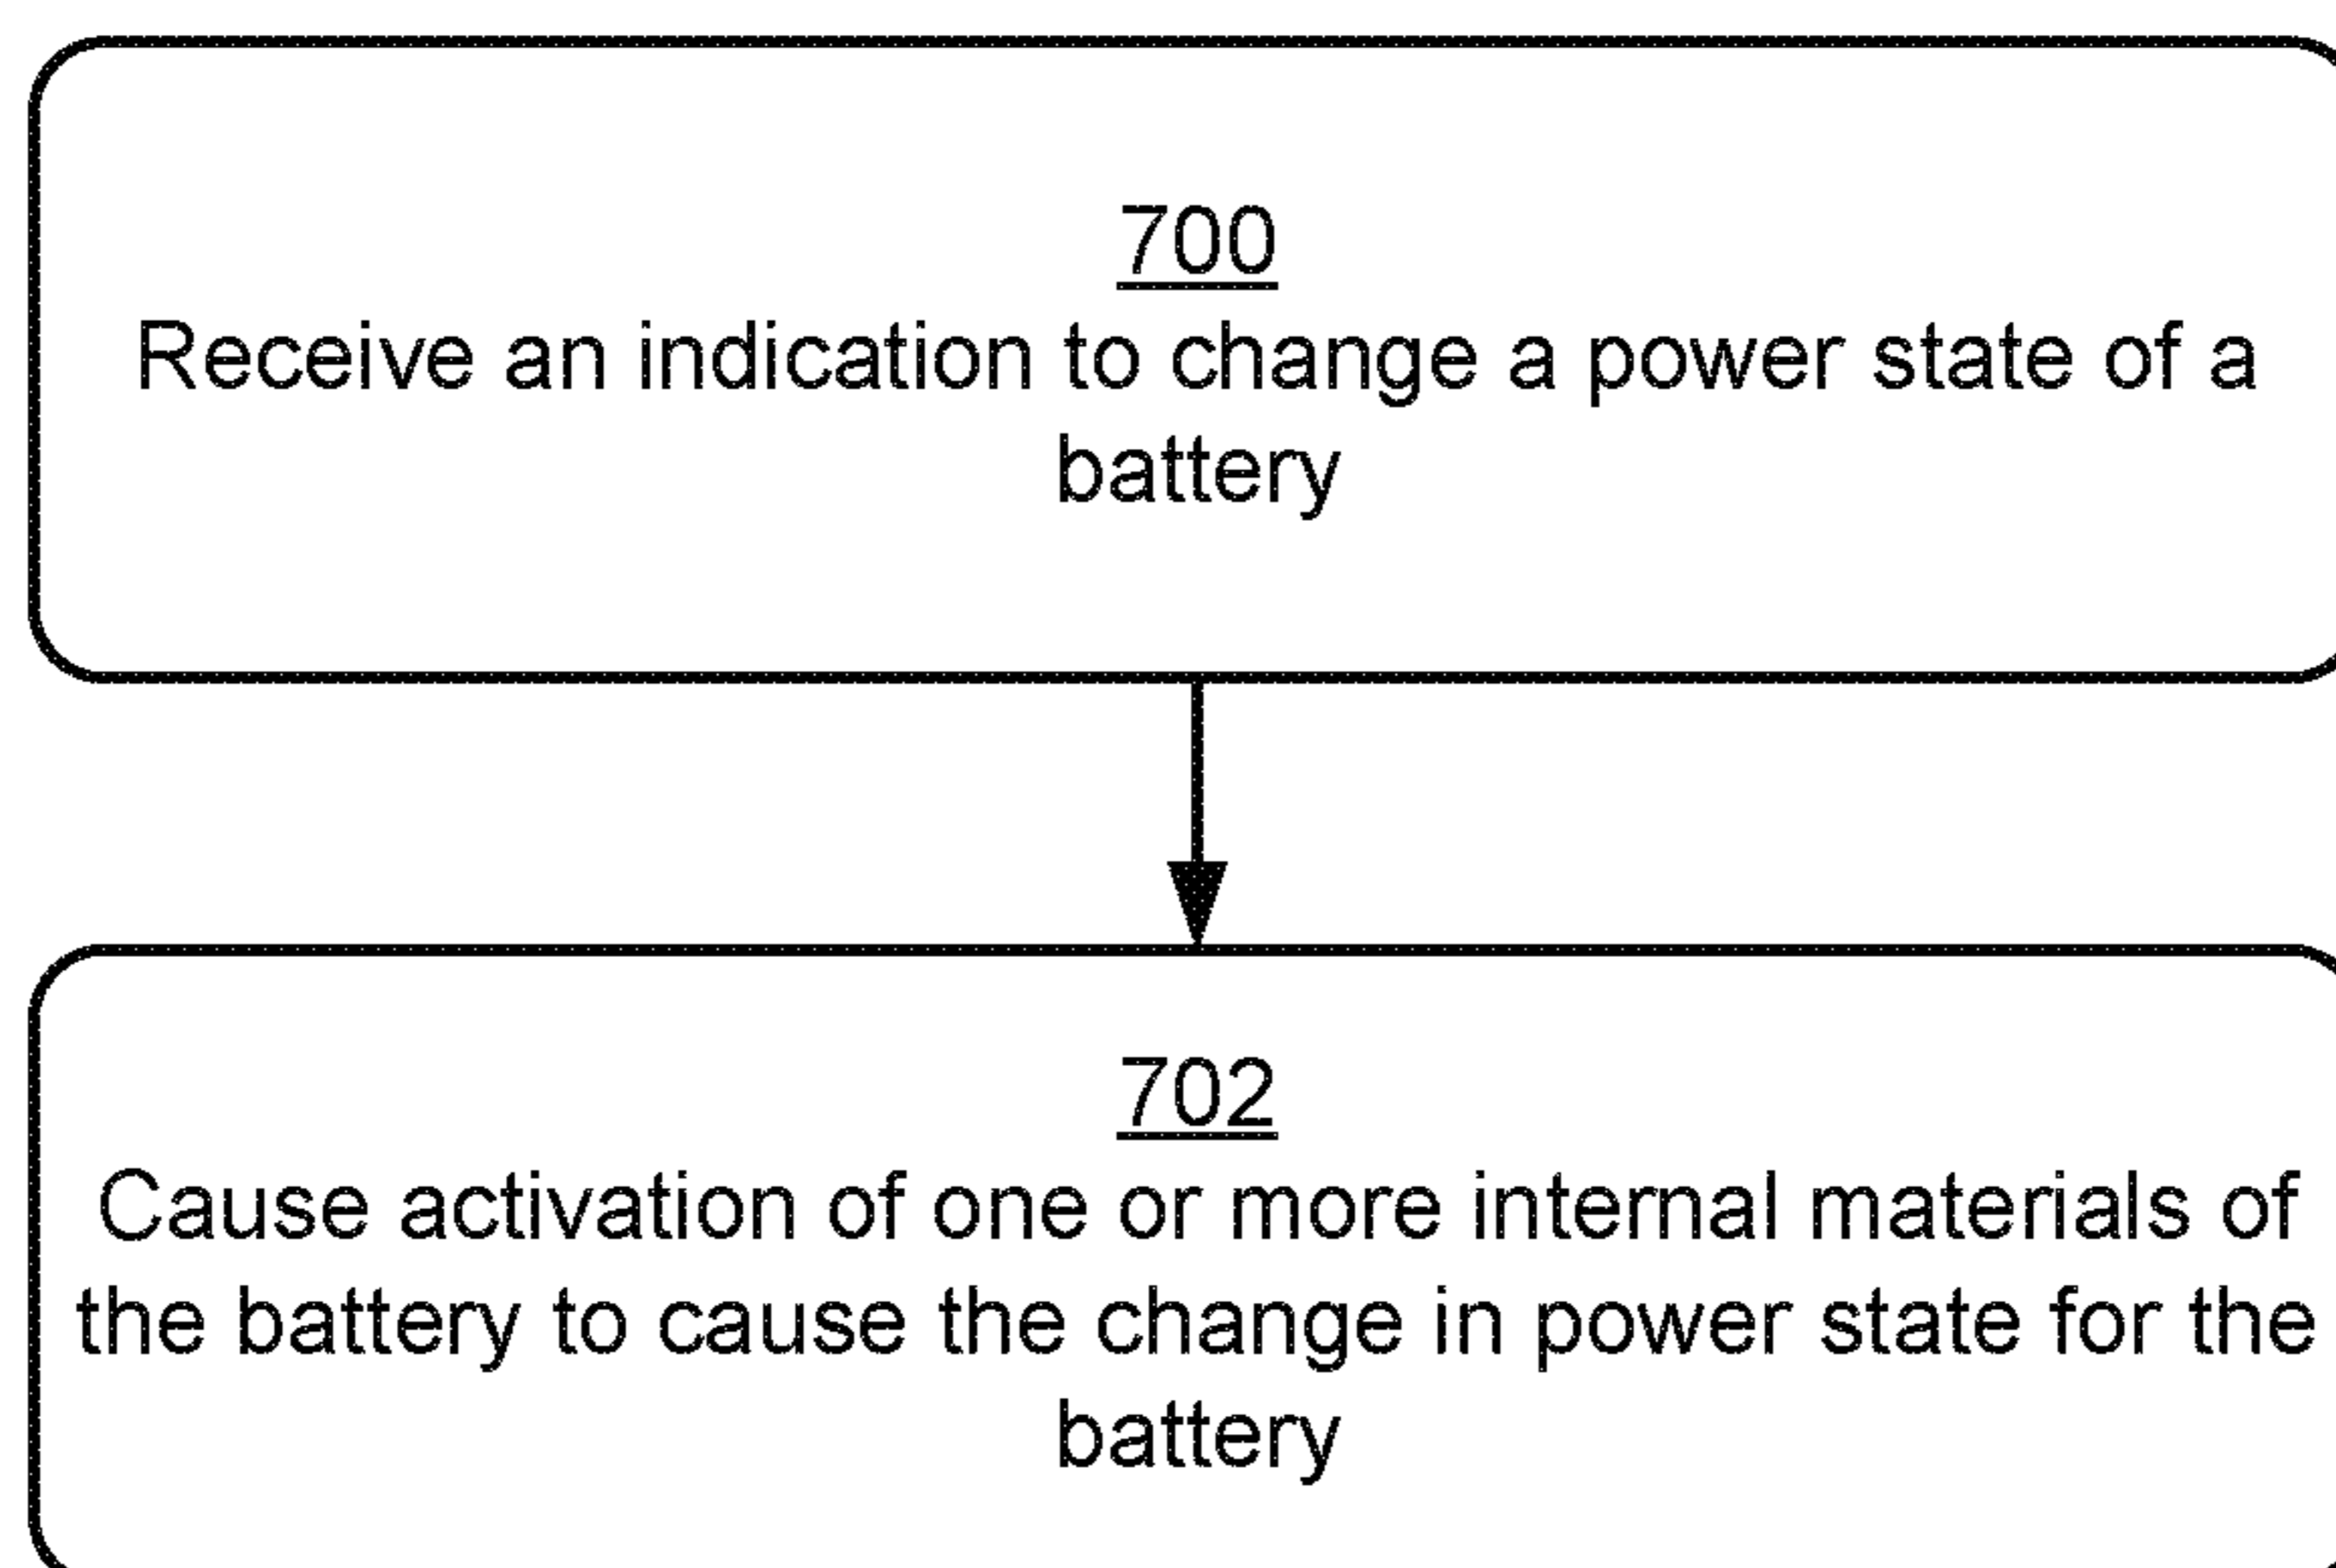 700
Receive an indication to change a power state of a
battery
702
Cause activation of one or more internal materials of
the battery to cause the change in power state for the
battery